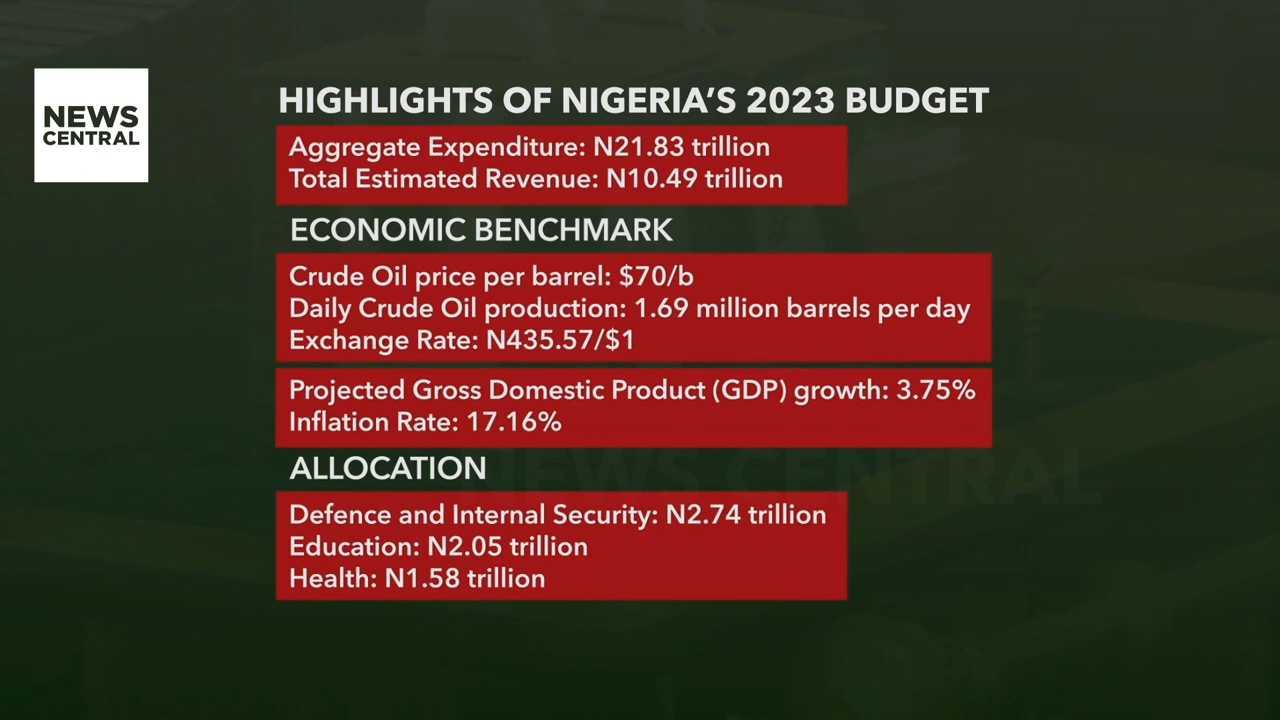 NEWS
CENTRAL
HIGHLIGHTS OF NIGERIA'S 2023 BUDGET
Aggregate Expenditure: N21.83 trillion
Total Estimated Revenue: N10.49 trillion
ECONOMIC BENCHMARK
Crude Oil price per barrel: $70/b
Daily Crude Oil production: 1.69 million barrels per day
Exchange Rate: N435.57/$1
Projected Gross Domestic Product (GDP) growth: 3.75%
Inflation Rate: 17.16%
ALLOCATION
NEWS CENTRAL
Defence and Internal Security: N2.74 trillion
Education: N2.05 trillion
Health: N1.58 trillion